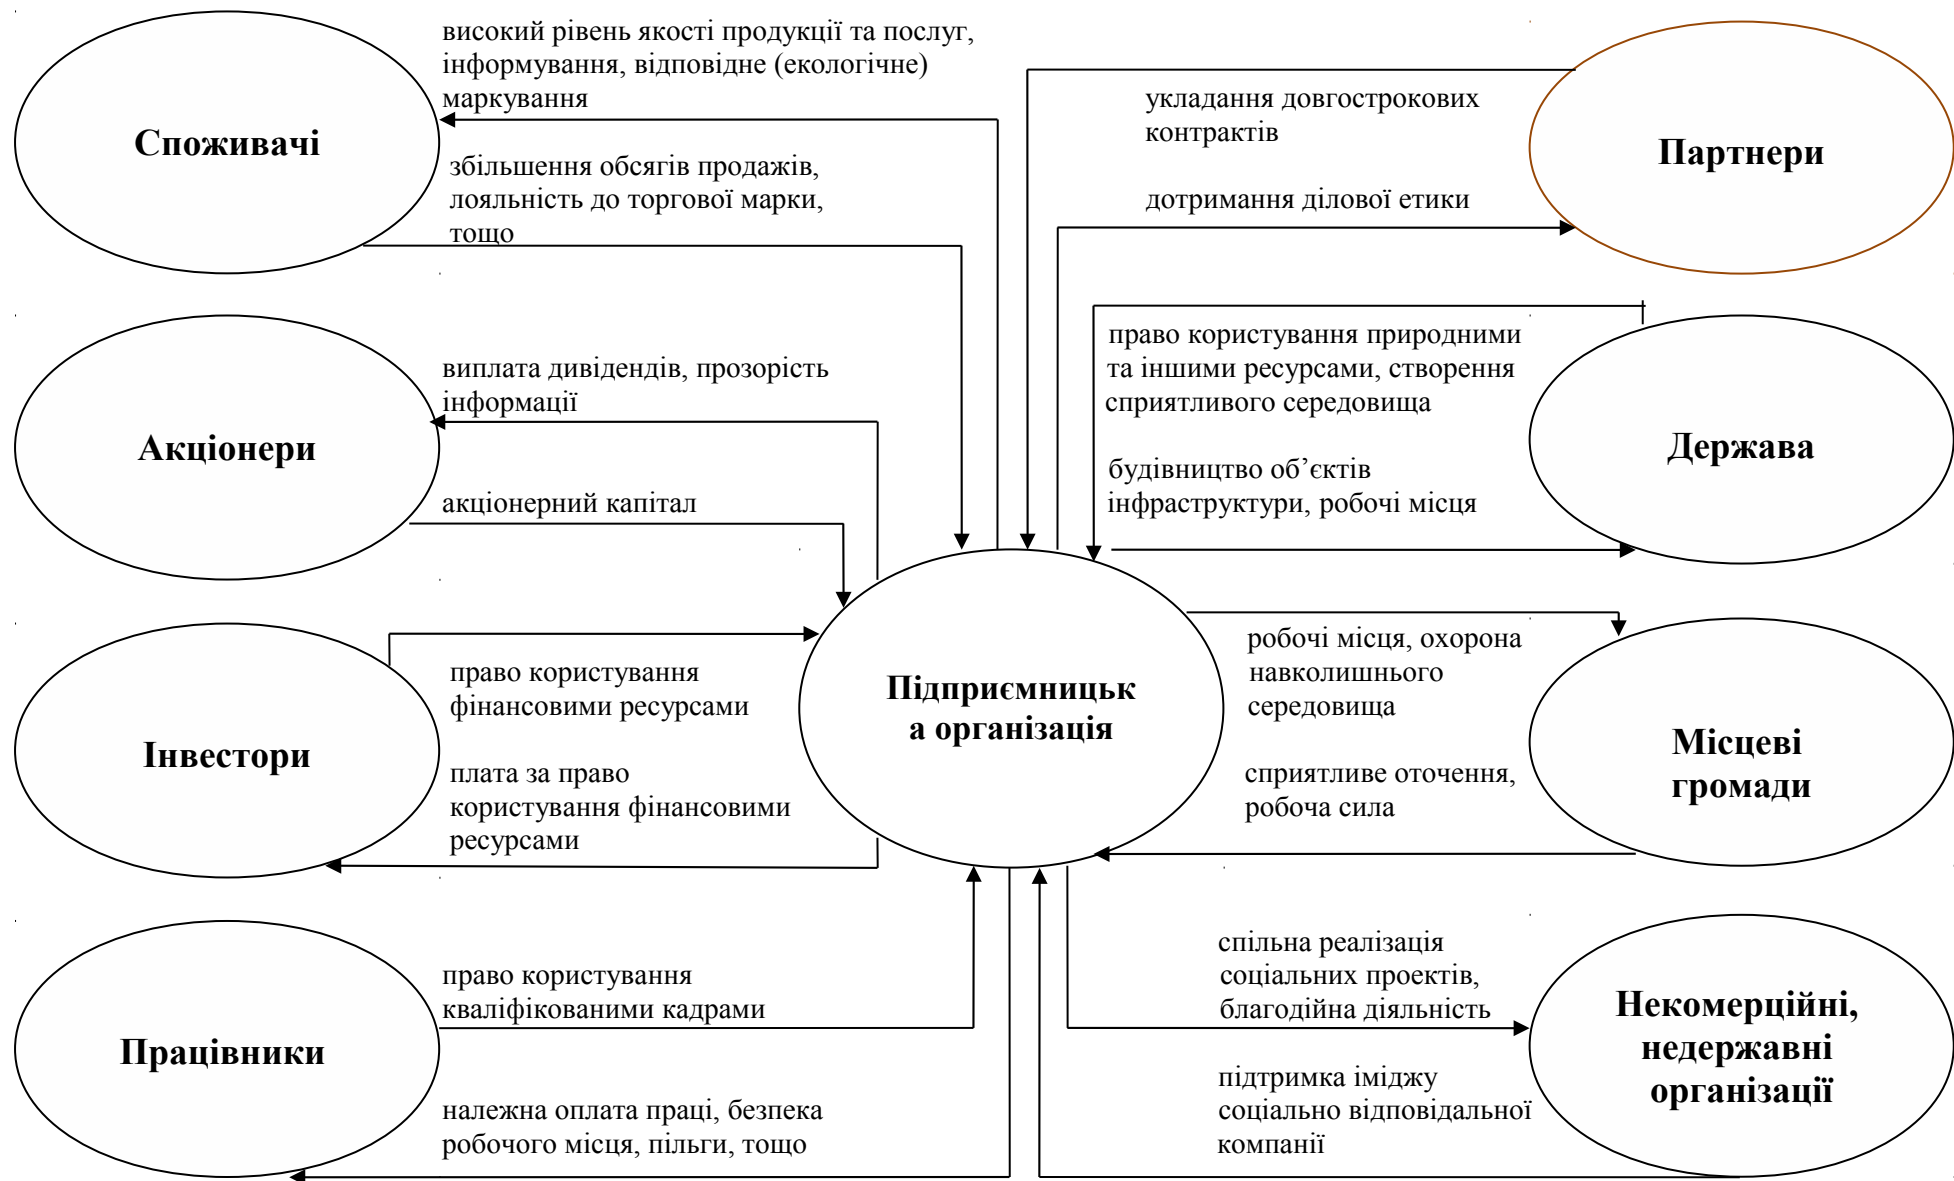 високий рівень якості продукції та послуг,
інформування, відповідне (екологічне)
маркування
Споживачі
збільшення обсягів продажів,
лояльність до торгової марки,
тощо
укладання довгострокових
контрактів
Партнери
дотримання ділової етики
виплата дивідендів, прозорість
інформації
Акціонери
акціонерний капітал
право користування природними
та іншими ресурсами, створення
сприятливого середовища
Держава
будівництво об’єктів
інфраструктури, робочі місця
право користування
фінансовими ресурсами
Інвестори
плата за право
користування фінансовими
ресурсами
Підприємницьк
а організація
робочі місця, охорона
навколишнього
середовища
Місцеві
громади
сприятливе оточення,
робоча сила
право користування
кваліфікованими кадрами
Працівники
належна оплата праці, безпека
робочого місця, пільги, тощо
спільна реалізація
соціальних проектів,
благодійна діяльність
Некомерційні,
недержавні
організації
підтримка іміджу
соціально відповідальної
компанії